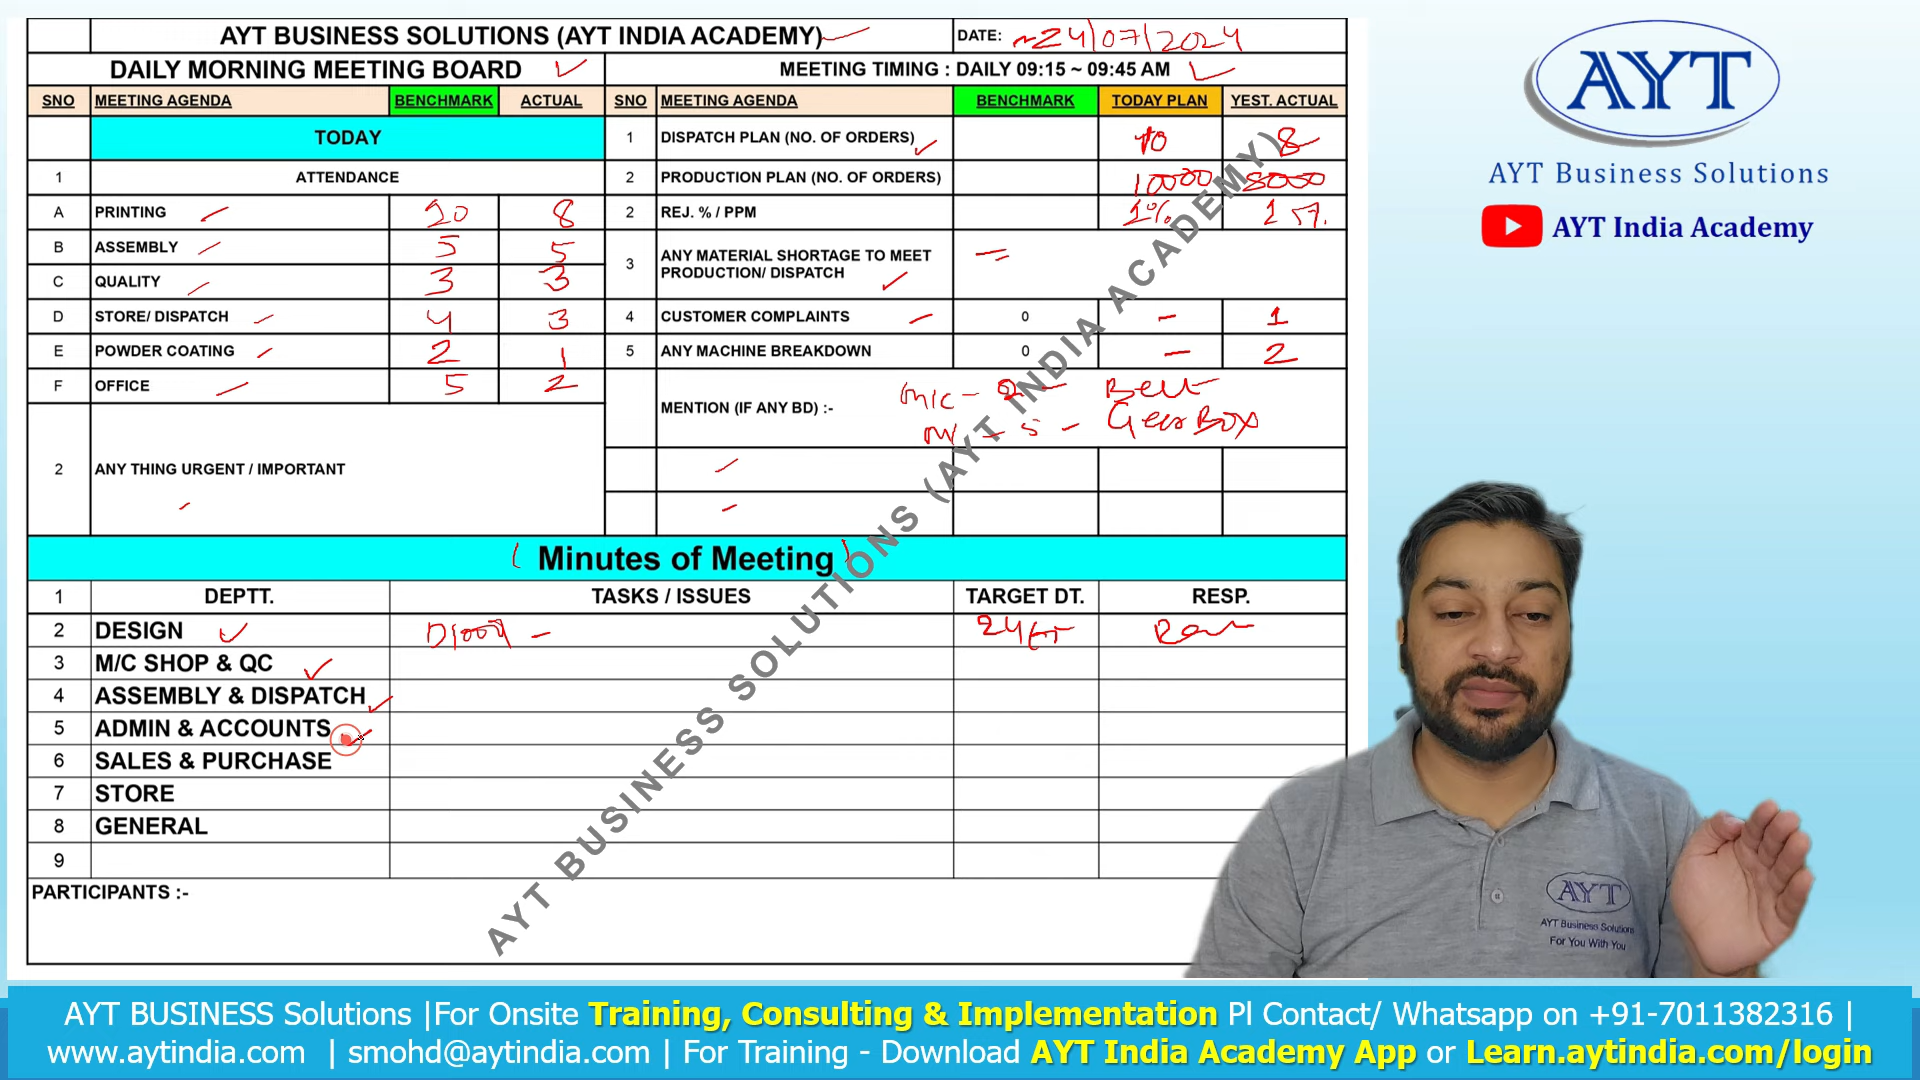 AYT BUSINESS SOLUTIONS (AYT INDIA ACADEMY)
DATE: 24/07/2024
DAILY MORNING MEETING BOARD
MEETING TIMING : DAILY 09:15 ~ 09:45 AM
SNO MEETING AGENDA BENCHMARK ACTUAL SNO MEETING AGENDA BENCHMARK TODAY PLAN YEST. ACTUAL
TODAY
1 DISPATCH PLAN (NO. OF ORDERS) 10 8
1 ATTENDANCE
2 PRODUCTION PLAN (NO. OF ORDERS) 10000 8000
A PRINTING 8
2 REJ. % / PPM 1%
B ASSEMBLY 5 5
3 ANY MATERIAL SHORTAGE TO MEET
PRODUCTION/ DISPATCH
C QUALITY 3 3
D STORE/ DISPATCH 4 3
4 CUSTOMER COMPLAINTS 0 - 1
E POWDER COATING 2 1
5 ANY MACHINE BREAKDOWN 0 - 2
F OFFICE 5 2
MENTION (IF ANY BD) :- M/c - 2 - Belt
5 - Gear Box
2 ANY THING URGENT / IMPORTANT
Minutes of Meeting
1 DEPTT. TASKS / ISSUES TARGET DT. RESP.
2 DESIGN
3 M/C SHOP & QC
4 ASSEMBLY & DISPATCH
5 ADMIN & ACCOUNTS
6 SALES & PURCHASE
7 STORE
8 GENERAL
9
PARTICIPANTS :-
AYT BUSINESS SOLUTIONS (AYT INDIA ACADEMY)
AYT
AYT Business Solutions
AYT India Academy
AYT
AYT Business Solutions
For You With You
AYT BUSINESS Solutions |For Onsite Training, Consulting & Implementation Pl Contact/ Whatsapp on +91-7011382316 |
www.aytindia.com | smohd@aytindia.com | For Training - Download AYT India Academy App or Learn.aytindia.com/login